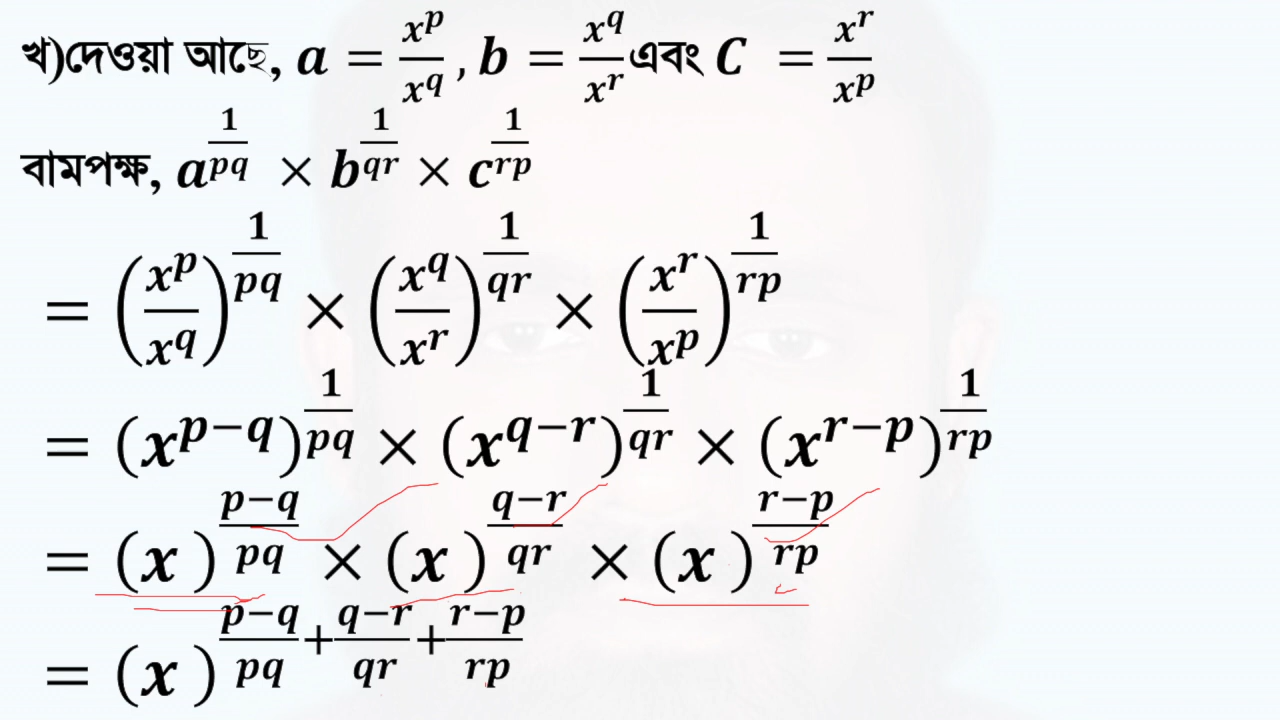 খ)দেওয়া আছে, a = x^p/x^q , b = x^q/x^r এবং C = x^r/x^p
বামপক্ষ, a^(1/pq) × b^(1/qr) × c^(1/rp)
= (x^p/x^q)^(1/pq) × (x^q/x^r)^(1/qr) × (x^r/x^p)^(1/rp)
= (x^(p−q))^(1/pq) × (x^(q−r))^(1/qr) × (x^(r−p))^(1/rp)
= (x)^((p−q)/pq) × (x)^((q−r)/qr) × (x)^((r−p)/rp)
= (x)^((p−q)/pq + (q−r)/qr + (r−p)/rp)